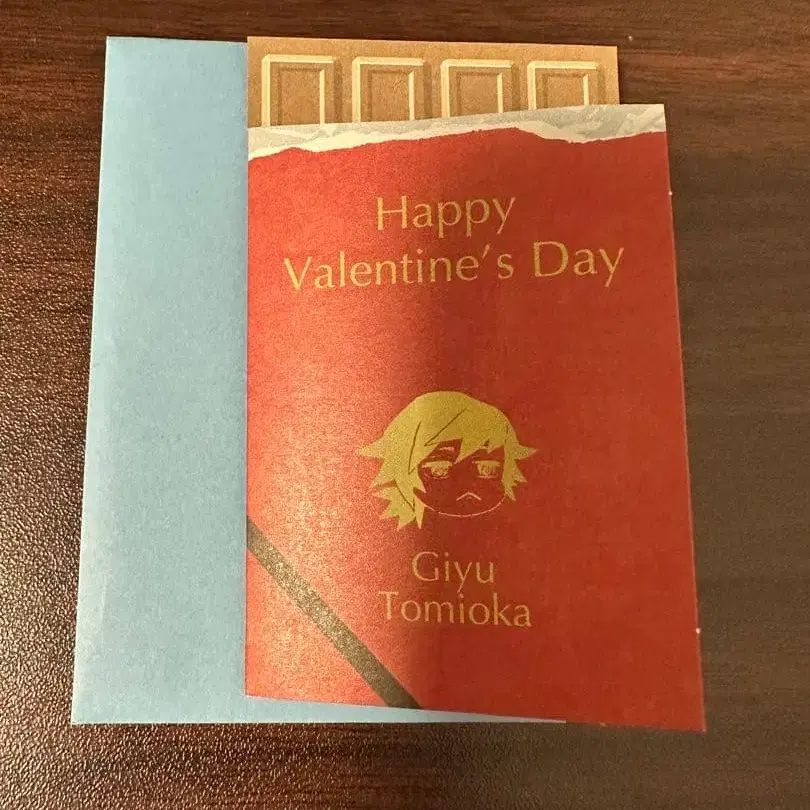 Happy
Valentine's Day
Giyu
Tomioka